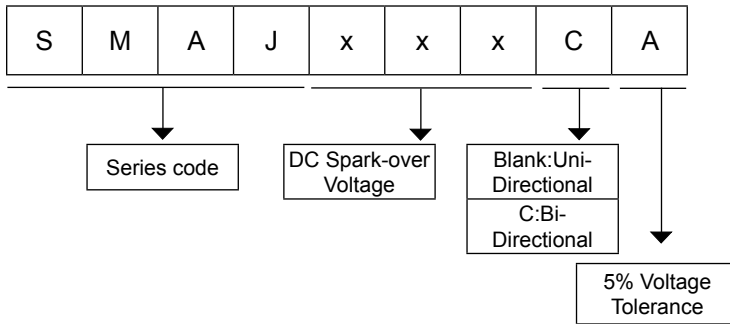 S M A J x x x C A
Series code
DC Spark-over
Voltage
Blank:Uni-
Directional
C:Bi-
Directional
5% Voltage
Tolerance